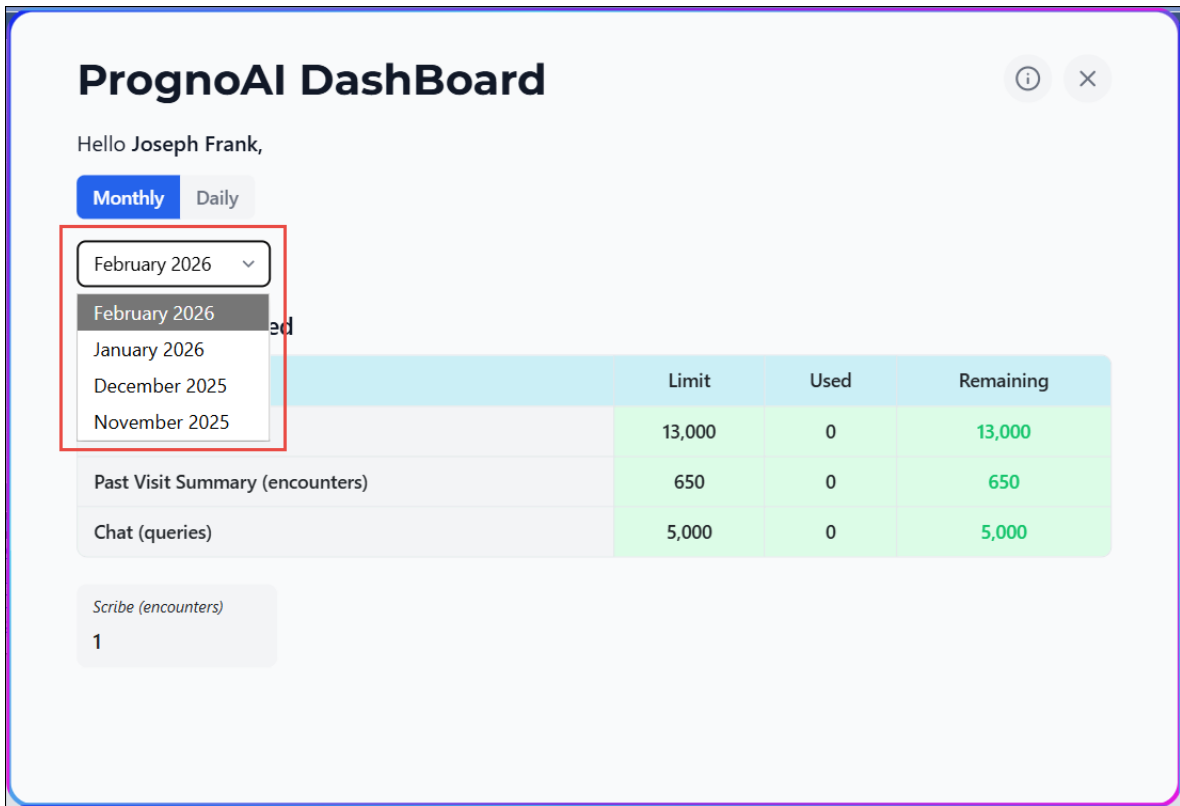 PrognoAI DashBoard
Hello Joseph Frank,
Monthly Daily
February 2026
February 2026
January 2026
December 2025
November 2025
Limit Used Remaining
13,000 0 13,000
Past Visit Summary (encounters) 650 0 650
Chat (queries) 5,000 0 5,000
Scribe (encounters)
1